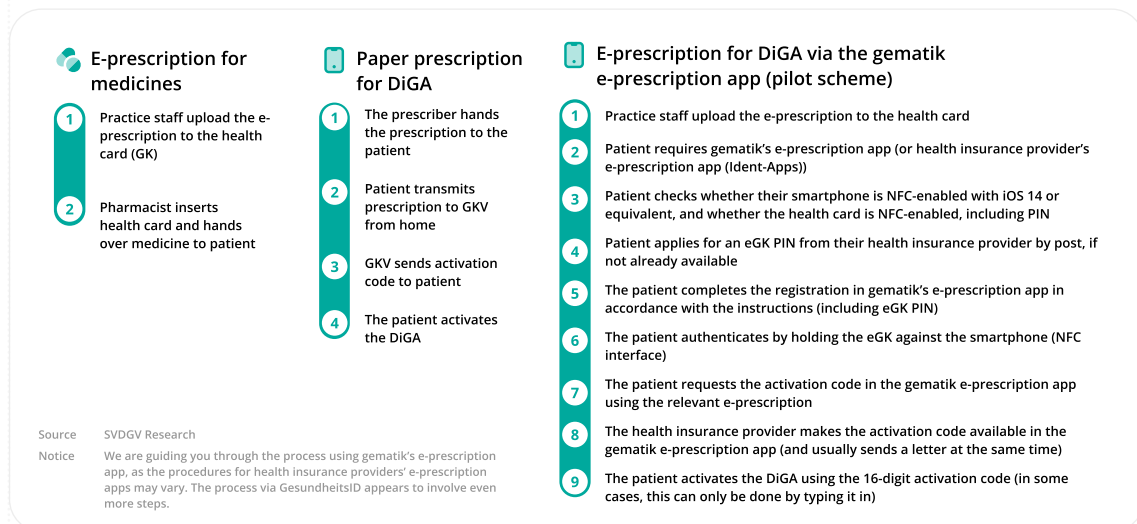 E-prescription for
medicines
1
Practice staff upload the e-
prescription to the health
card (GK)
2
Pharmacist inserts
health card and hands
over medicine to patient
Paper prescription
for DiGA
1
The prescriber hands
the prescription to the
patient
2
Patient transmits
prescription to GKV
from home
3
GKV sends activation
code to patient
4
The patient activates
the DiGA
E-prescription for DiGA via the gematik
e-prescription app (pilot scheme)
1
Practice staff upload the e-prescription to the health card
2
Patient requires gematik’s e-prescription app (or health insurance provider’s
e-prescription app (Ident-Apps))
3
Patient checks whether their smartphone is NFC-enabled with iOS 14 or
equivalent, and whether the health card is NFC-enabled, including PIN
4
Patient applies for an eGK PIN from their health insurance provider by post, if
not already available
5
The patient completes the registration in gematik’s e-prescription app in
accordance with the instructions (including eGK PIN)
6
The patient authenticates by holding the eGK against the smartphone (NFC
interface)
7
The patient requests the activation code in the gematik e-prescription app
using the relevant e-prescription
8
The health insurance provider makes the activation code available in the
gematik e-prescription app (and usually sends a letter at the same time)
9
The patient activates the DiGA using the 16-digit activation code (in some
cases, this can only be done by typing it in)
Source SVDGV Research
Notice We are guiding you through the process using gematik’s e-prescription
app, as the procedures for health insurance providers’ e-prescription
apps may vary. The process via GesundheitsID appears to involve even
more steps.